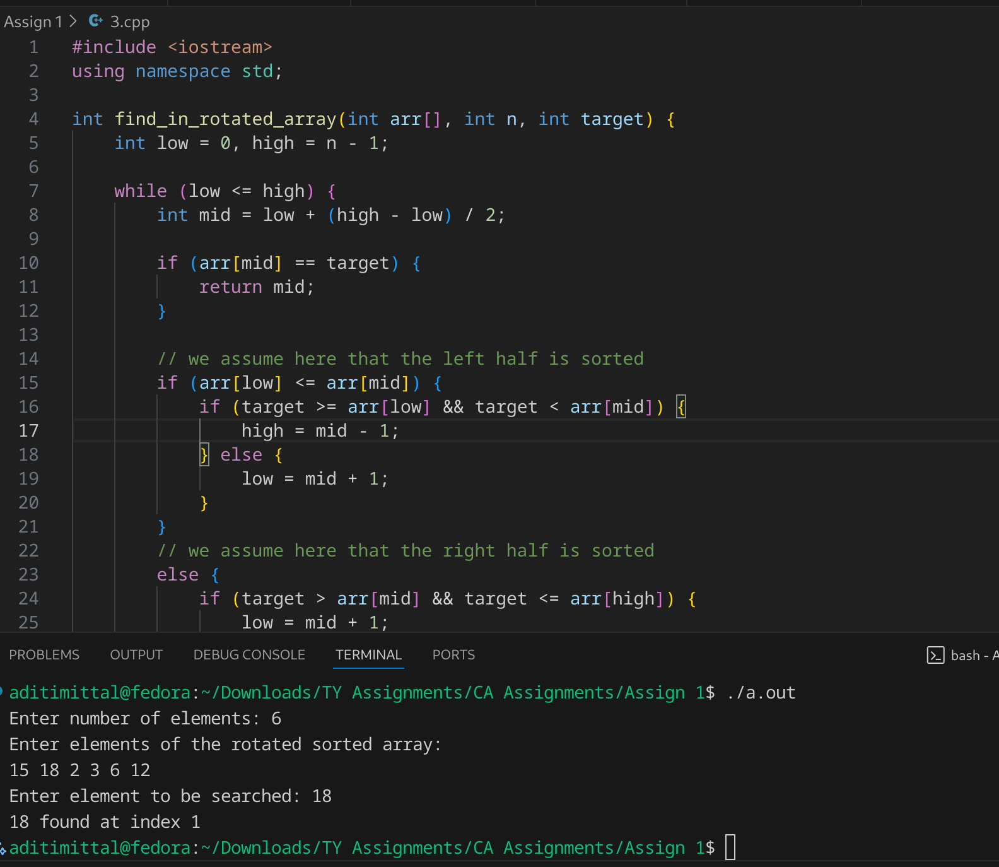 Assign 1 > 3.cpp
1 #include <iostream>
2 using namespace std;
3
4 int find_in_rotated_array(int arr[], int n, int target) {
5     int low = 0, high = n - 1;
6
7     while (low <= high) {
8         int mid = low + (high - low) / 2;
9
10         if (arr[mid] == target) {
11             return mid;
12         }
13
14         // we assume here that the left half is sorted
15         if (arr[low] <= arr[mid]) {
16             if (target >= arr[low] && target < arr[mid]) {
17                 high = mid - 1;
18             } else {
19                 low = mid + 1;
20             }
21         }
22         // we assume here that the right half is sorted
23         else {
24             if (target > arr[mid] && target <= arr[high]) {
25                 low = mid + 1;
PROBLEMS OUTPUT DEBUG CONSOLE TERMINAL PORTS bash - A
aditimittal@fedora:~/Downloads/TY Assignments/CA Assignments/Assign 1$ ./a.out
Enter number of elements: 6
Enter elements of the rotated sorted array:
15 18 2 3 6 12
Enter element to be searched: 18
18 found at index 1
aditimittal@fedora:~/Downloads/TY Assignments/CA Assignments/Assign 1$